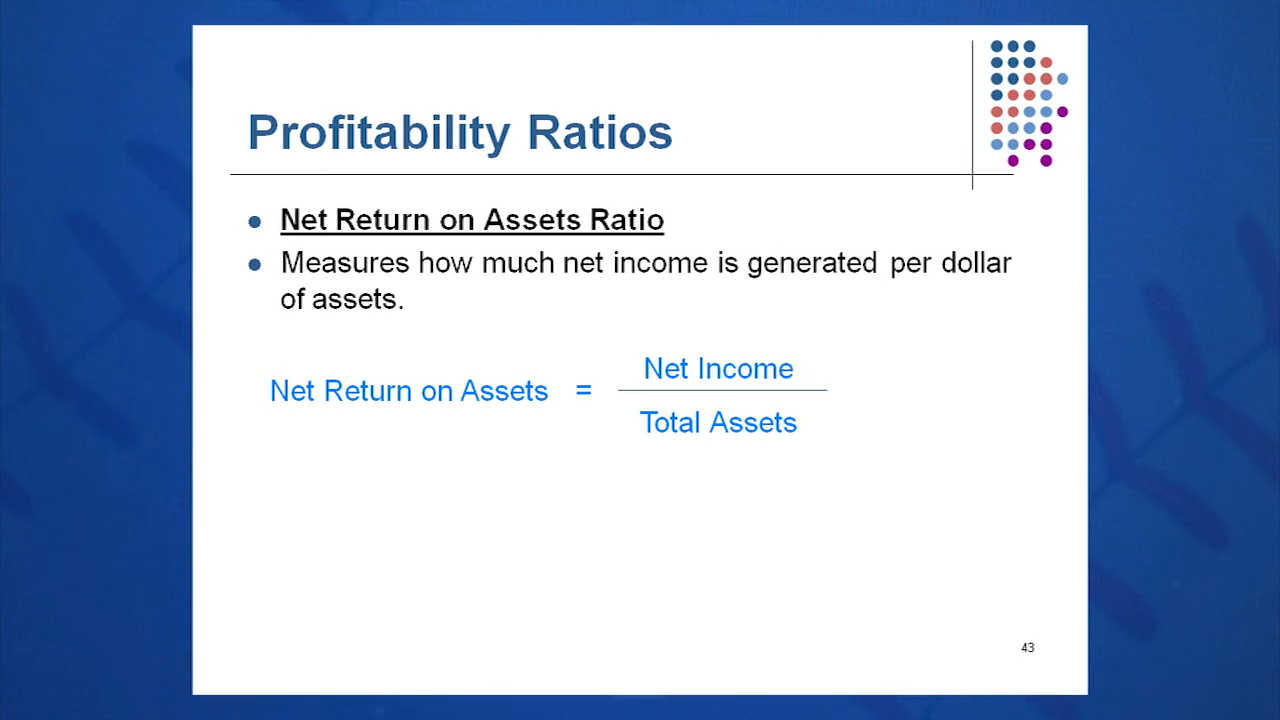 Profitability Ratios
Net Return on Assets Ratio
Measures how much net income is generated per dollar
of assets.
Net Return on Assets = Net Income
Total Assets
43